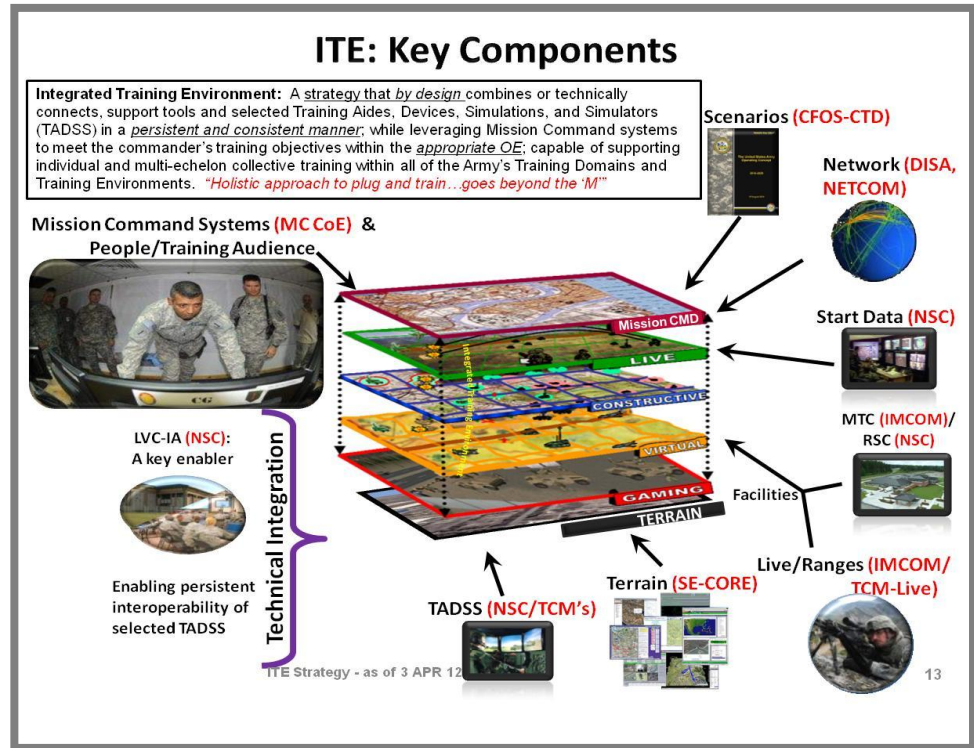 ITE: Key Components
Integrated Training Environment: A strategy that by design combines or technically
connects, support tools and selected Training Aides, Devices, Simulations, and Simulators
(TADSS) in a persistent and consistent manner; while leveraging Mission Command systems
to meet the commander's training objectives within the appropriate OE; capable of supporting
individual and multi-echelon collective training within all of the Army's Training Domains and
Training Environments. “Holistic approach to plug and train…goes beyond the ‘M’”
Scenarios (CFOS-CTD)
Network (DISA,
NETCOM)
Mission Command Systems (MC CoE) &
People/Training Audience
CG
Mission CMD
LIVE
CONSTRUCTIVE
VIRTUAL
GAMING
TERRAIN
Integrated Training Environment
Start Data (NSC)
MTC (IMCOM)/
RSC (NSC)
Facilities
Live/Ranges (IMCOM/
TCM-Live)
LVC-IA (NSC):
A key enabler
Technical Integration
Enabling persistent
interoperability of
selected TADSS
TADSS (NSC/TCM's)
Terrain (SE-CORE)
ITE Strategy - as of 3 APR 12
13